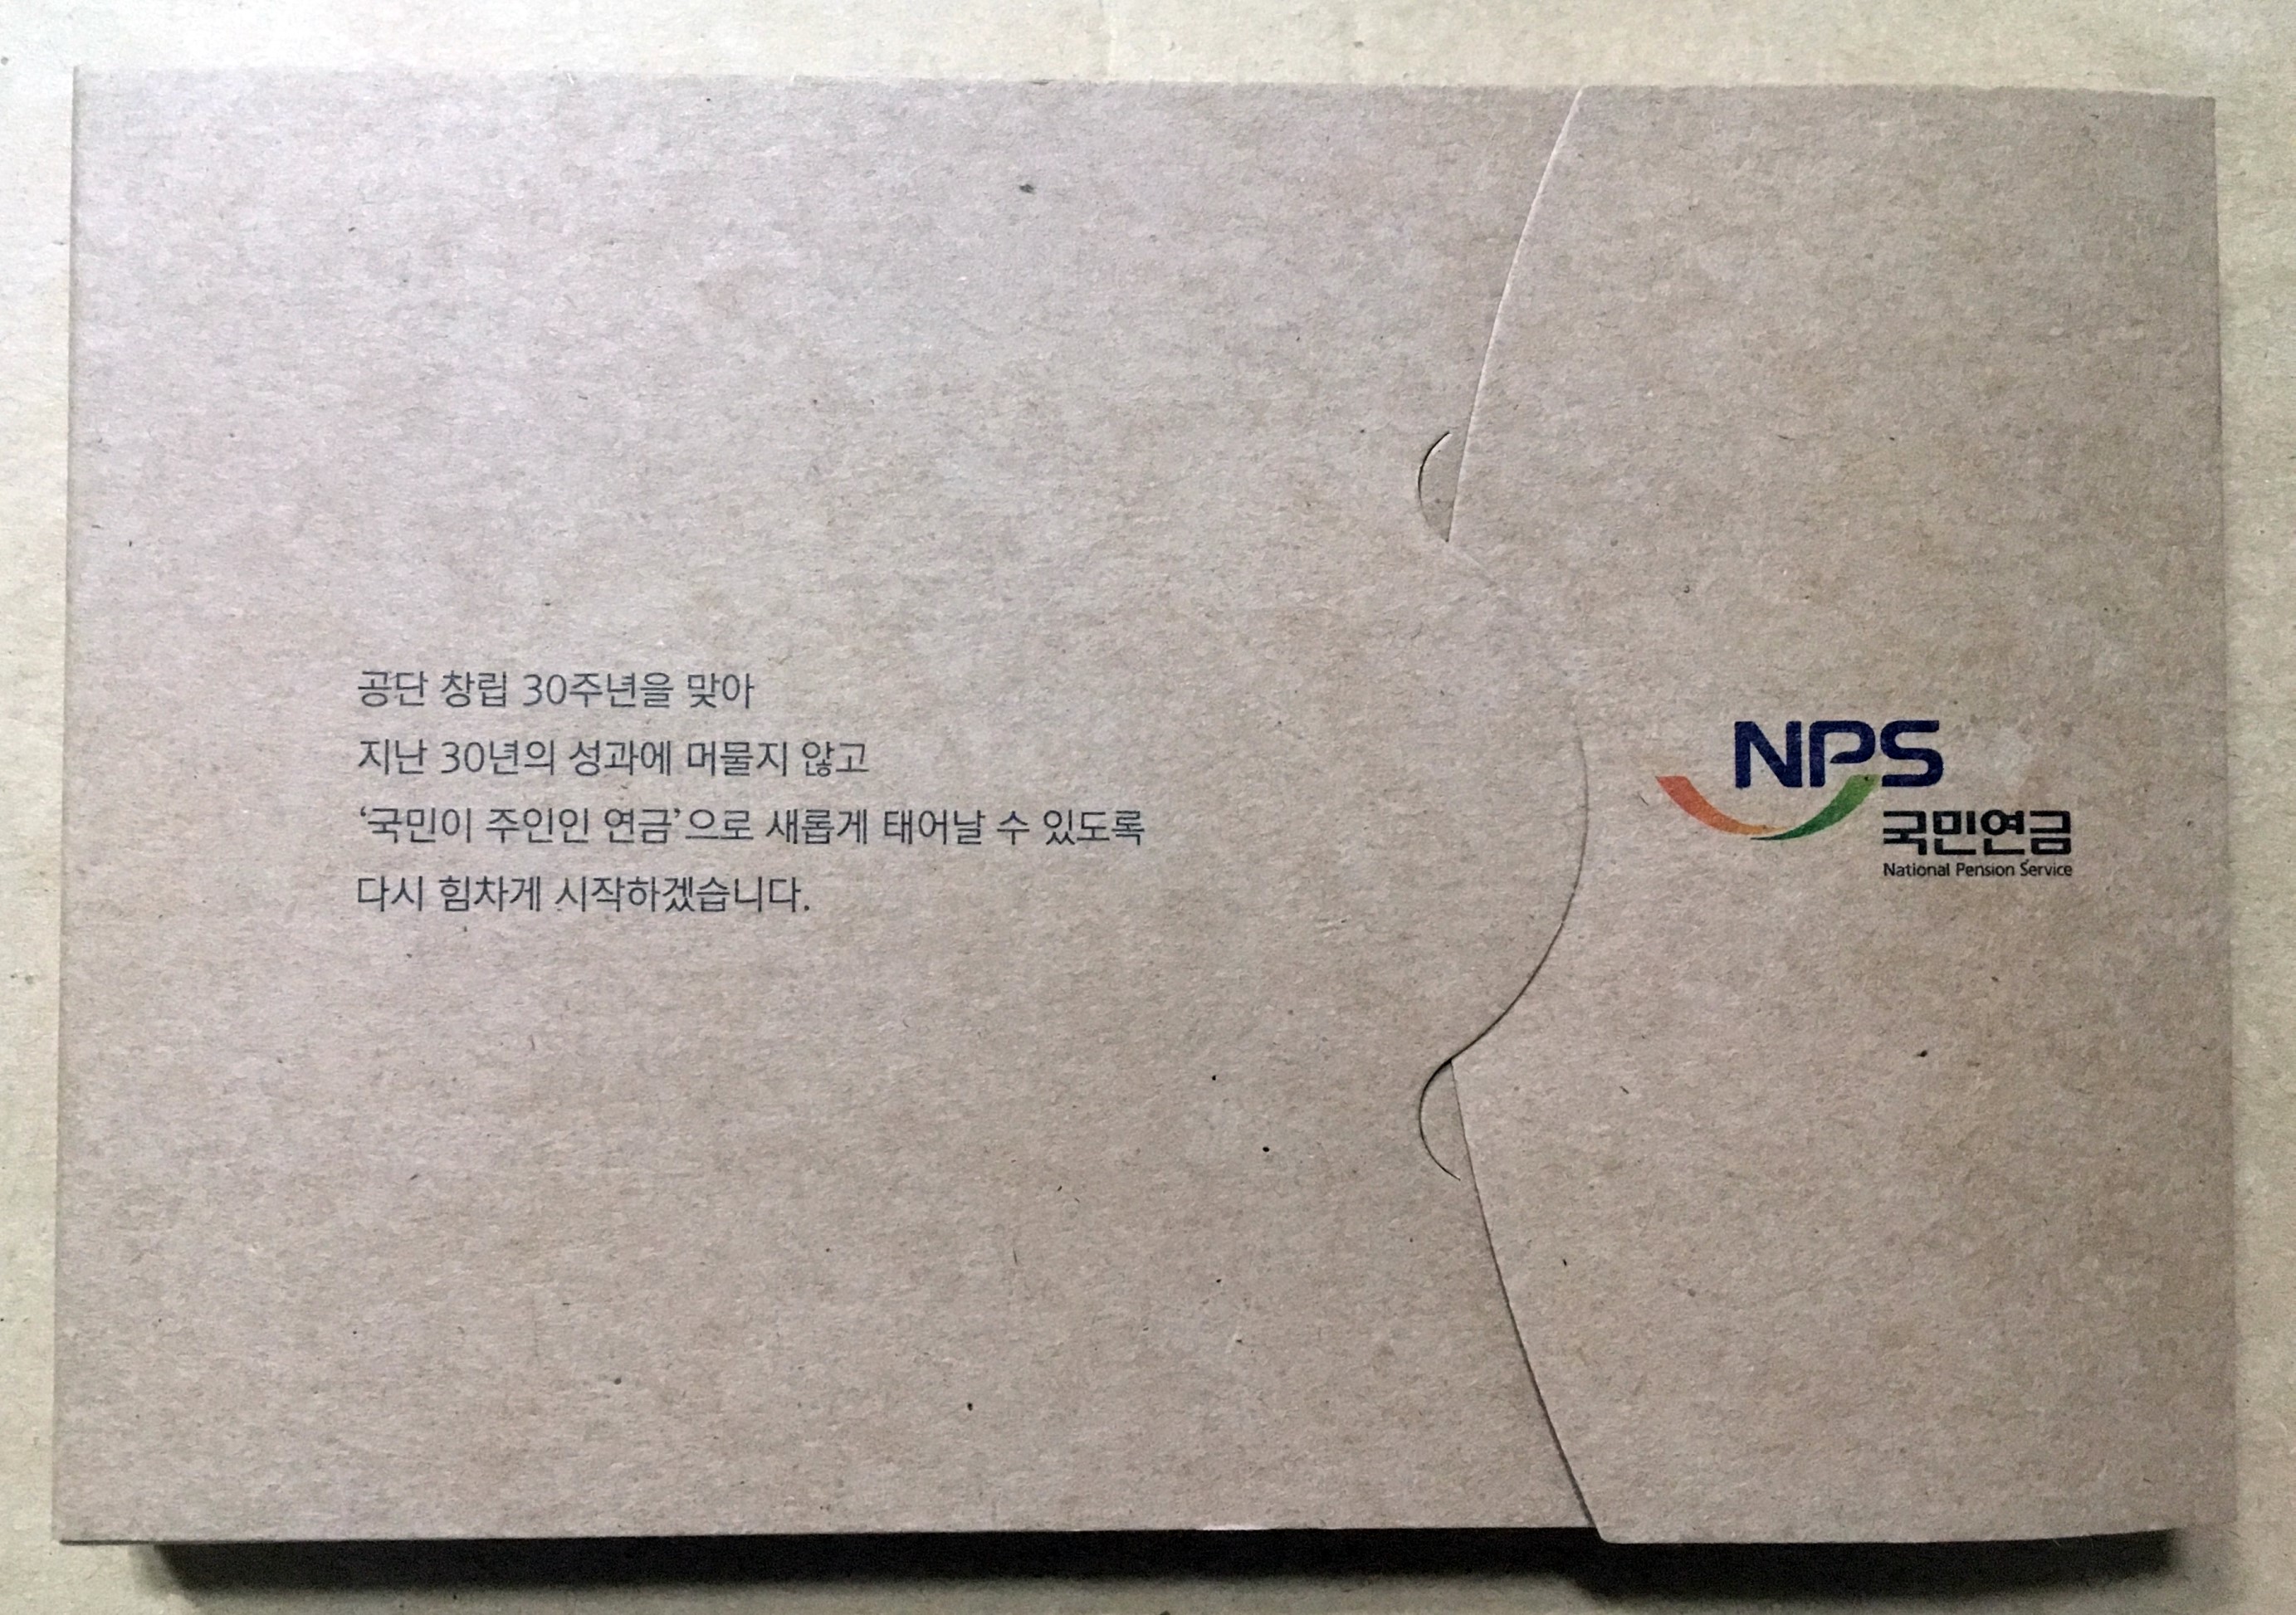 공단 창립 30주년을 맞아
지난 30년의 성과에 머물지 않고
‘국민이 주인인 연금’으로 새롭게 태어날 수 있도록
다시 힘차게 시작하겠습니다.
NPS
국민연금
National Pension Service